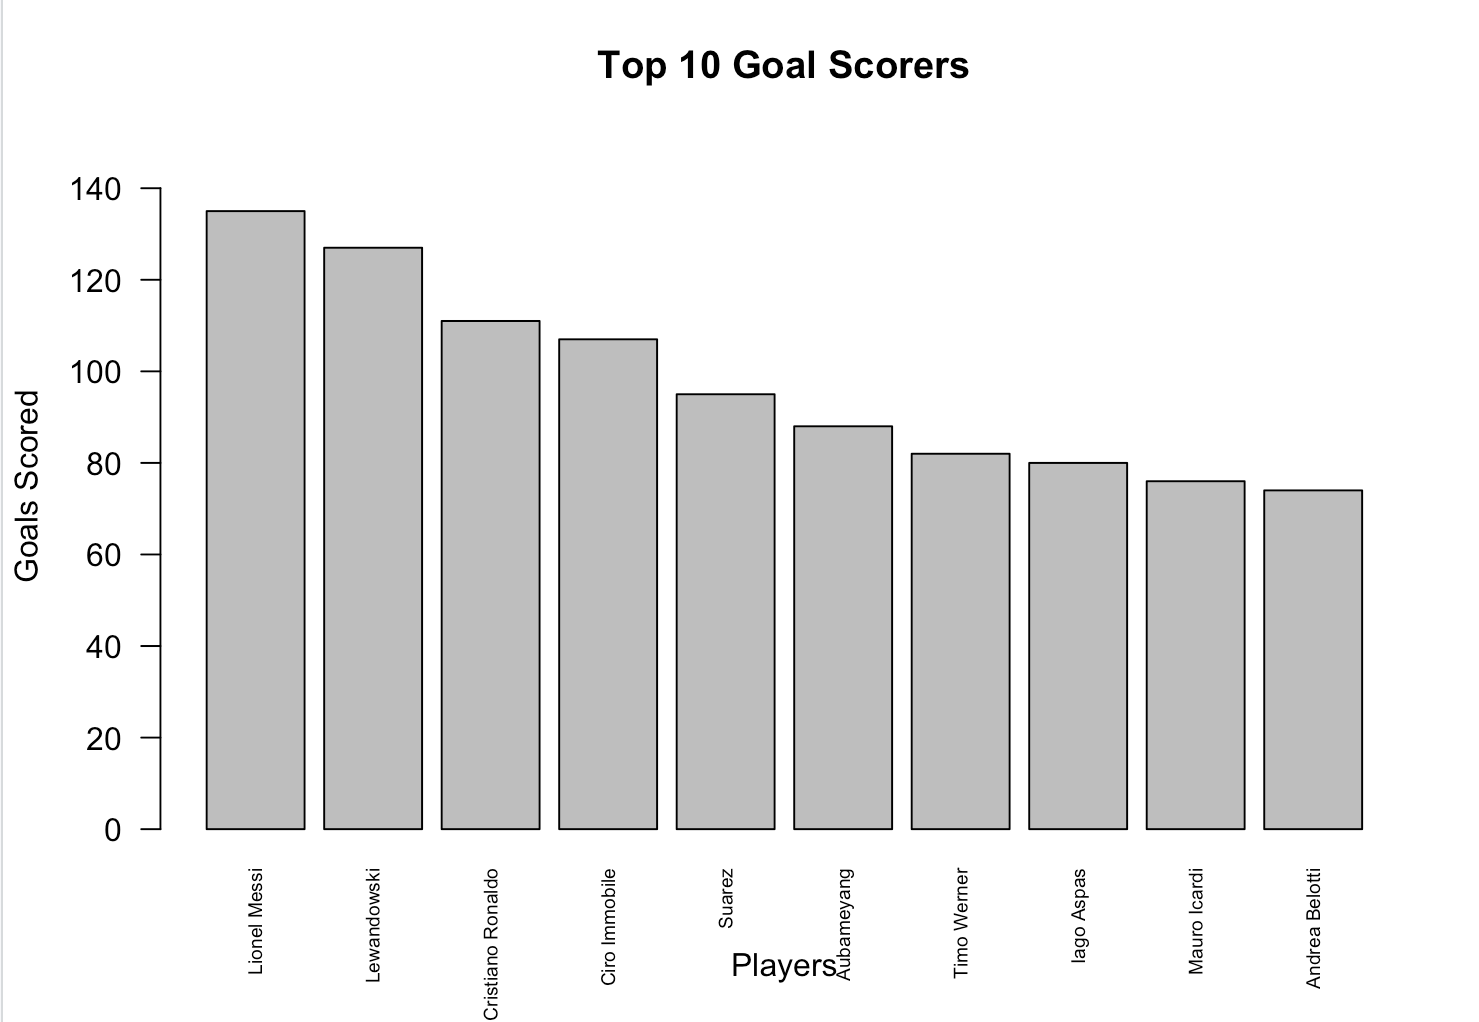 Top 10 Goal Scorers
140
120
100
80
60
40
20
0
Goals Scored
Lionel Messi
Lewandowski
Cristiano Ronaldo
Ciro Immobile
Suarez
Aubameyang
Timo Werner
Iago Aspas
Mauro Icardi
Andrea Belotti
Players